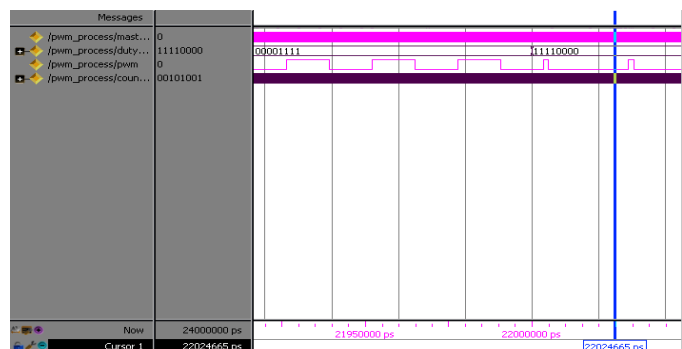 Messages
/pwm_process/mast... 0
/pwm_process/duty... 11110000 00001111 11110000
/pwm_process/pwm 0
/pwm_process/coun... 00101001
Now 24000000 ps 21950000 ps 22000000 ps
Cursor 1 22024665 ps 22024665 ps